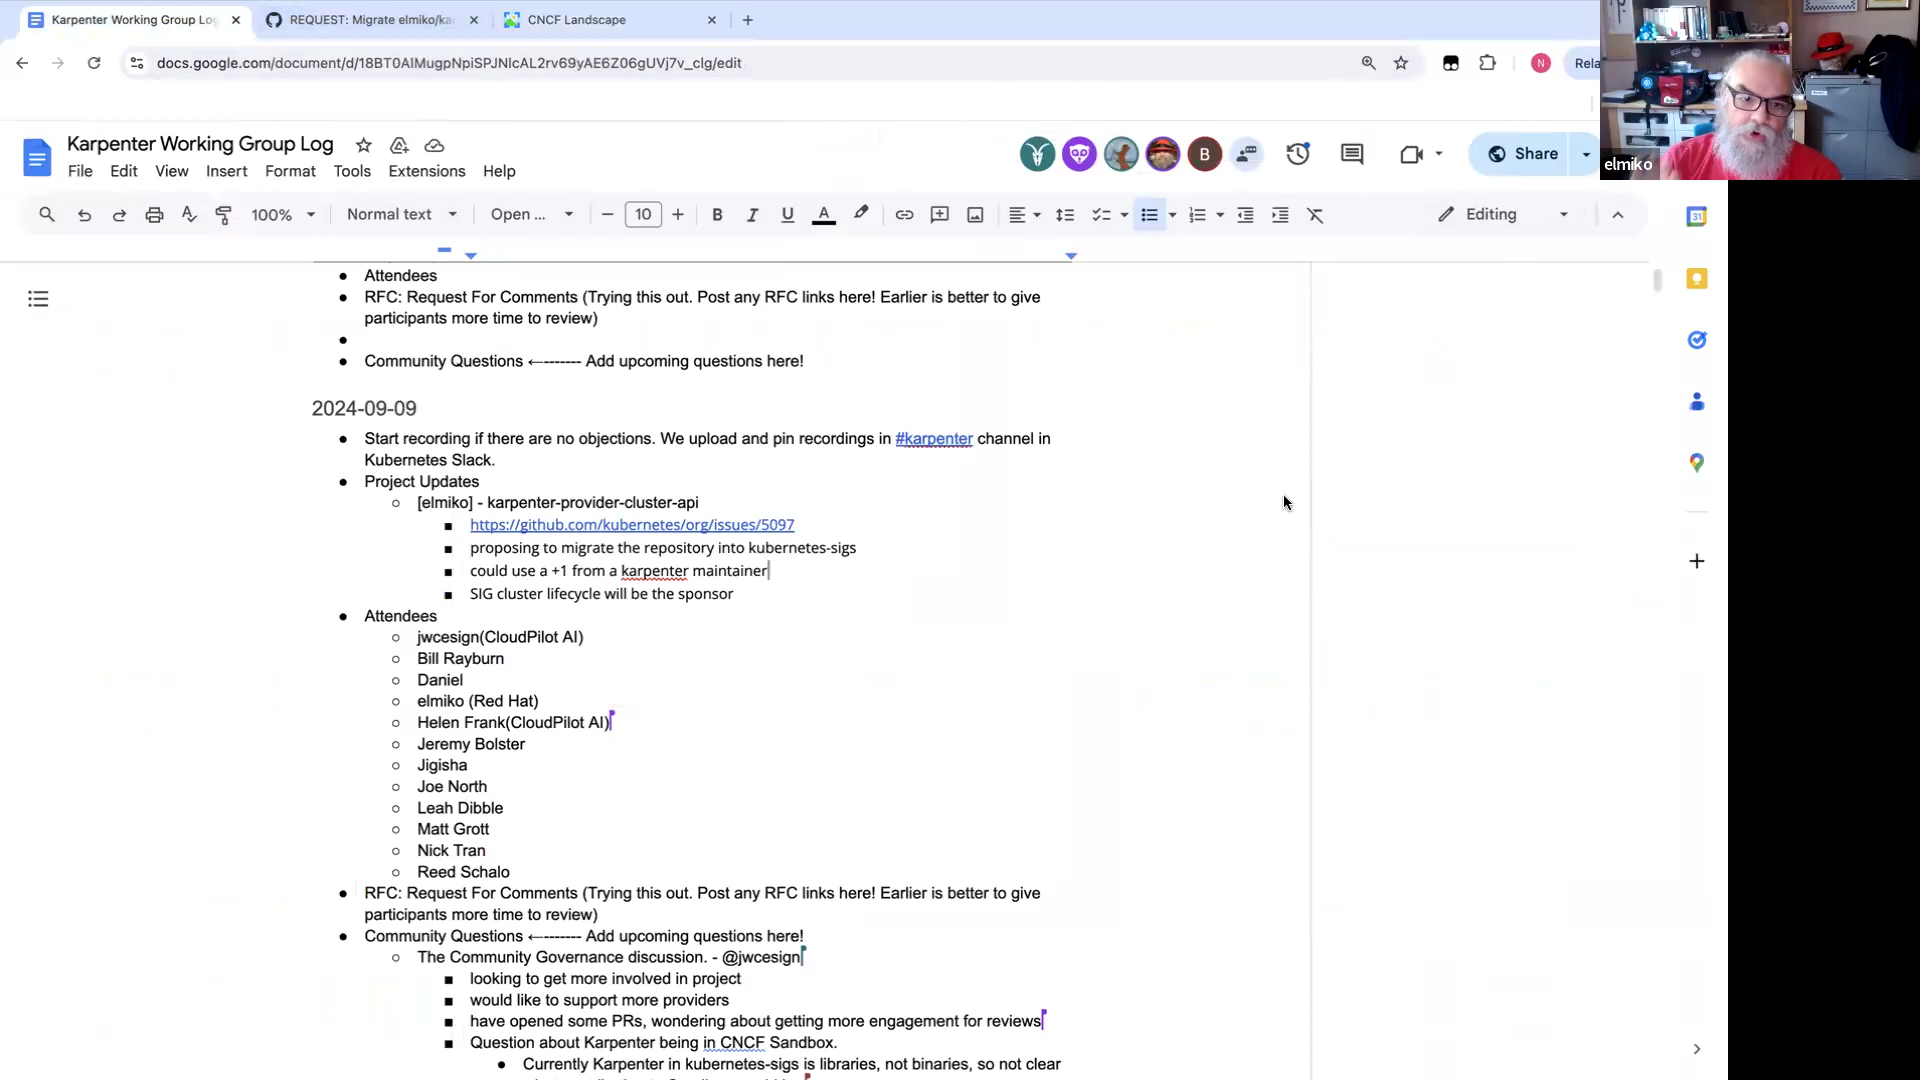 Karpenter Working Group Log
REQUEST: Migrate elmiko/ka
CNCF Landscape
docs.google.com/document/d/18BT0AIMugpNpiSPJNIcAL2rv69yAE6Z06gUVj7v_clg/edit
N
Rela
Karpenter Working Group Log
B
Share
elmiko
File Edit View Insert Format Tools Extensions Help
100% Normal text Open ... 10 B I U A Editing
31
● Attendees
● RFC: Request For Comments (Trying this out. Post any RFC links here! Earlier is better to give
participants more time to review)
●
● Community Questions ←------- Add upcoming questions here!
2024-09-09
● Start recording if there are no objections. We upload and pin recordings in #karpenter channel in
Kubernetes Slack.
● Project Updates
○ [elmiko] - karpenter-provider-cluster-api
■ https://github.com/kubernetes/org/issues/5097
■ proposing to migrate the repository into kubernetes-sigs
■ could use a +1 from a karpenter maintainer
■ SIG cluster lifecycle will be the sponsor
● Attendees
○ jwcesign(CloudPilot AI)
○ Bill Rayburn
○ Daniel
○ elmiko (Red Hat)
○ Helen Frank(CloudPilot AI)
○ Jeremy Bolster
○ Jigisha
○ Joe North
○ Leah Dibble
○ Matt Grott
○ Nick Tran
○ Reed Schalo
● RFC: Request For Comments (Trying this out. Post any RFC links here! Earlier is better to give
participants more time to review)
● Community Questions ←------- Add upcoming questions here!
○ The Community Governance discussion. - @jwcesign
■ looking to get more involved in project
■ would like to support more providers
■ have opened some PRs, wondering about getting more engagement for reviews
■ Question about Karpenter being in CNCF Sandbox.
● Currently Karpenter in kubernetes-sigs is libraries, not binaries, so not clear